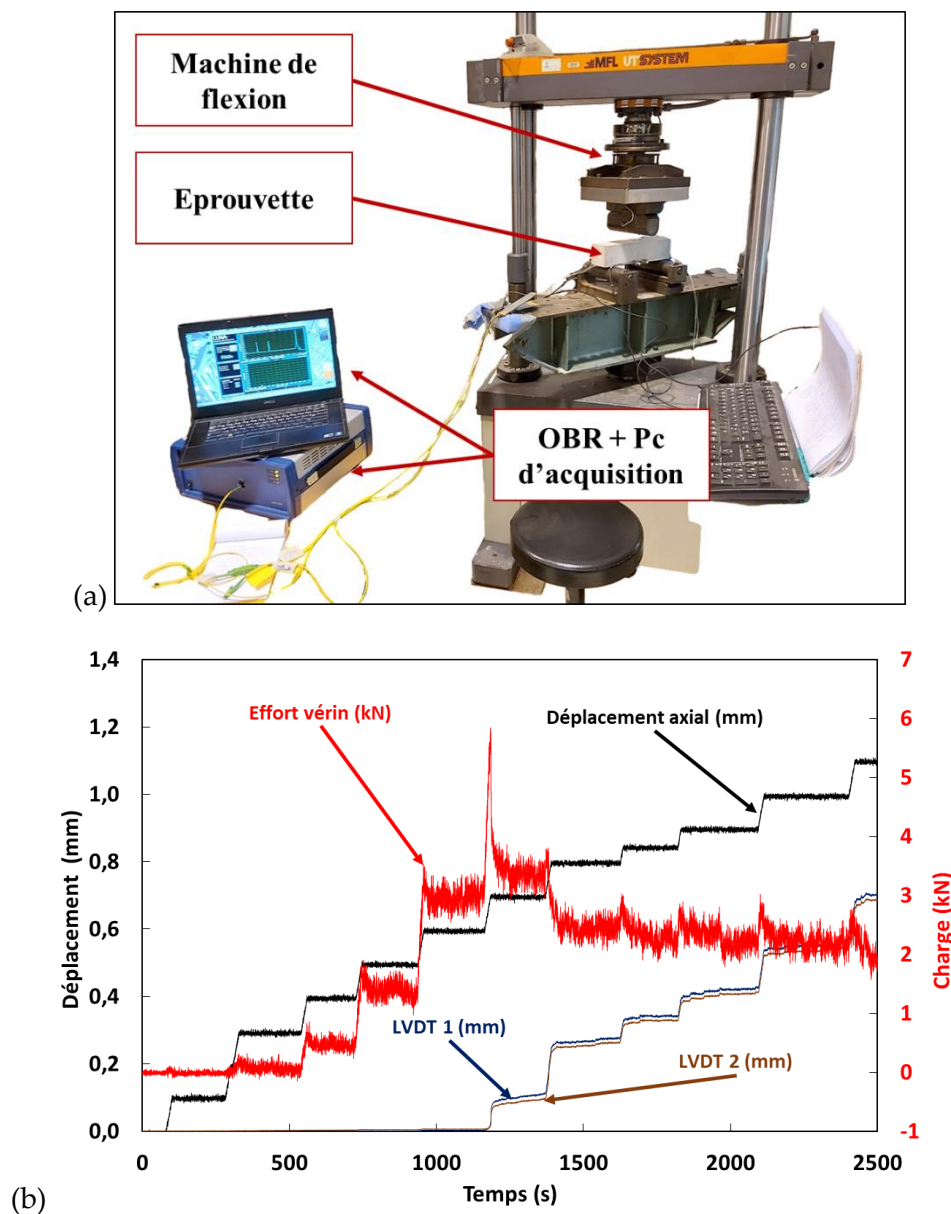 Machine de
flexion
MFL UTSYSTEM
Eprouvette
OBR + Pc
d’acquisition
(a)
1,4
1,2
1,0
0,8
0,6
0,4
0,2
0,0
Déplacement (mm)
7
6
5
4
3
2
1
0
-1
Charge (kN)
Effort vérin (kN)
Déplacement axial (mm)
LVDT 1 (mm)
LVDT 2 (mm)
0
500
1000
1500
2000
2500
Temps (s)
(b)